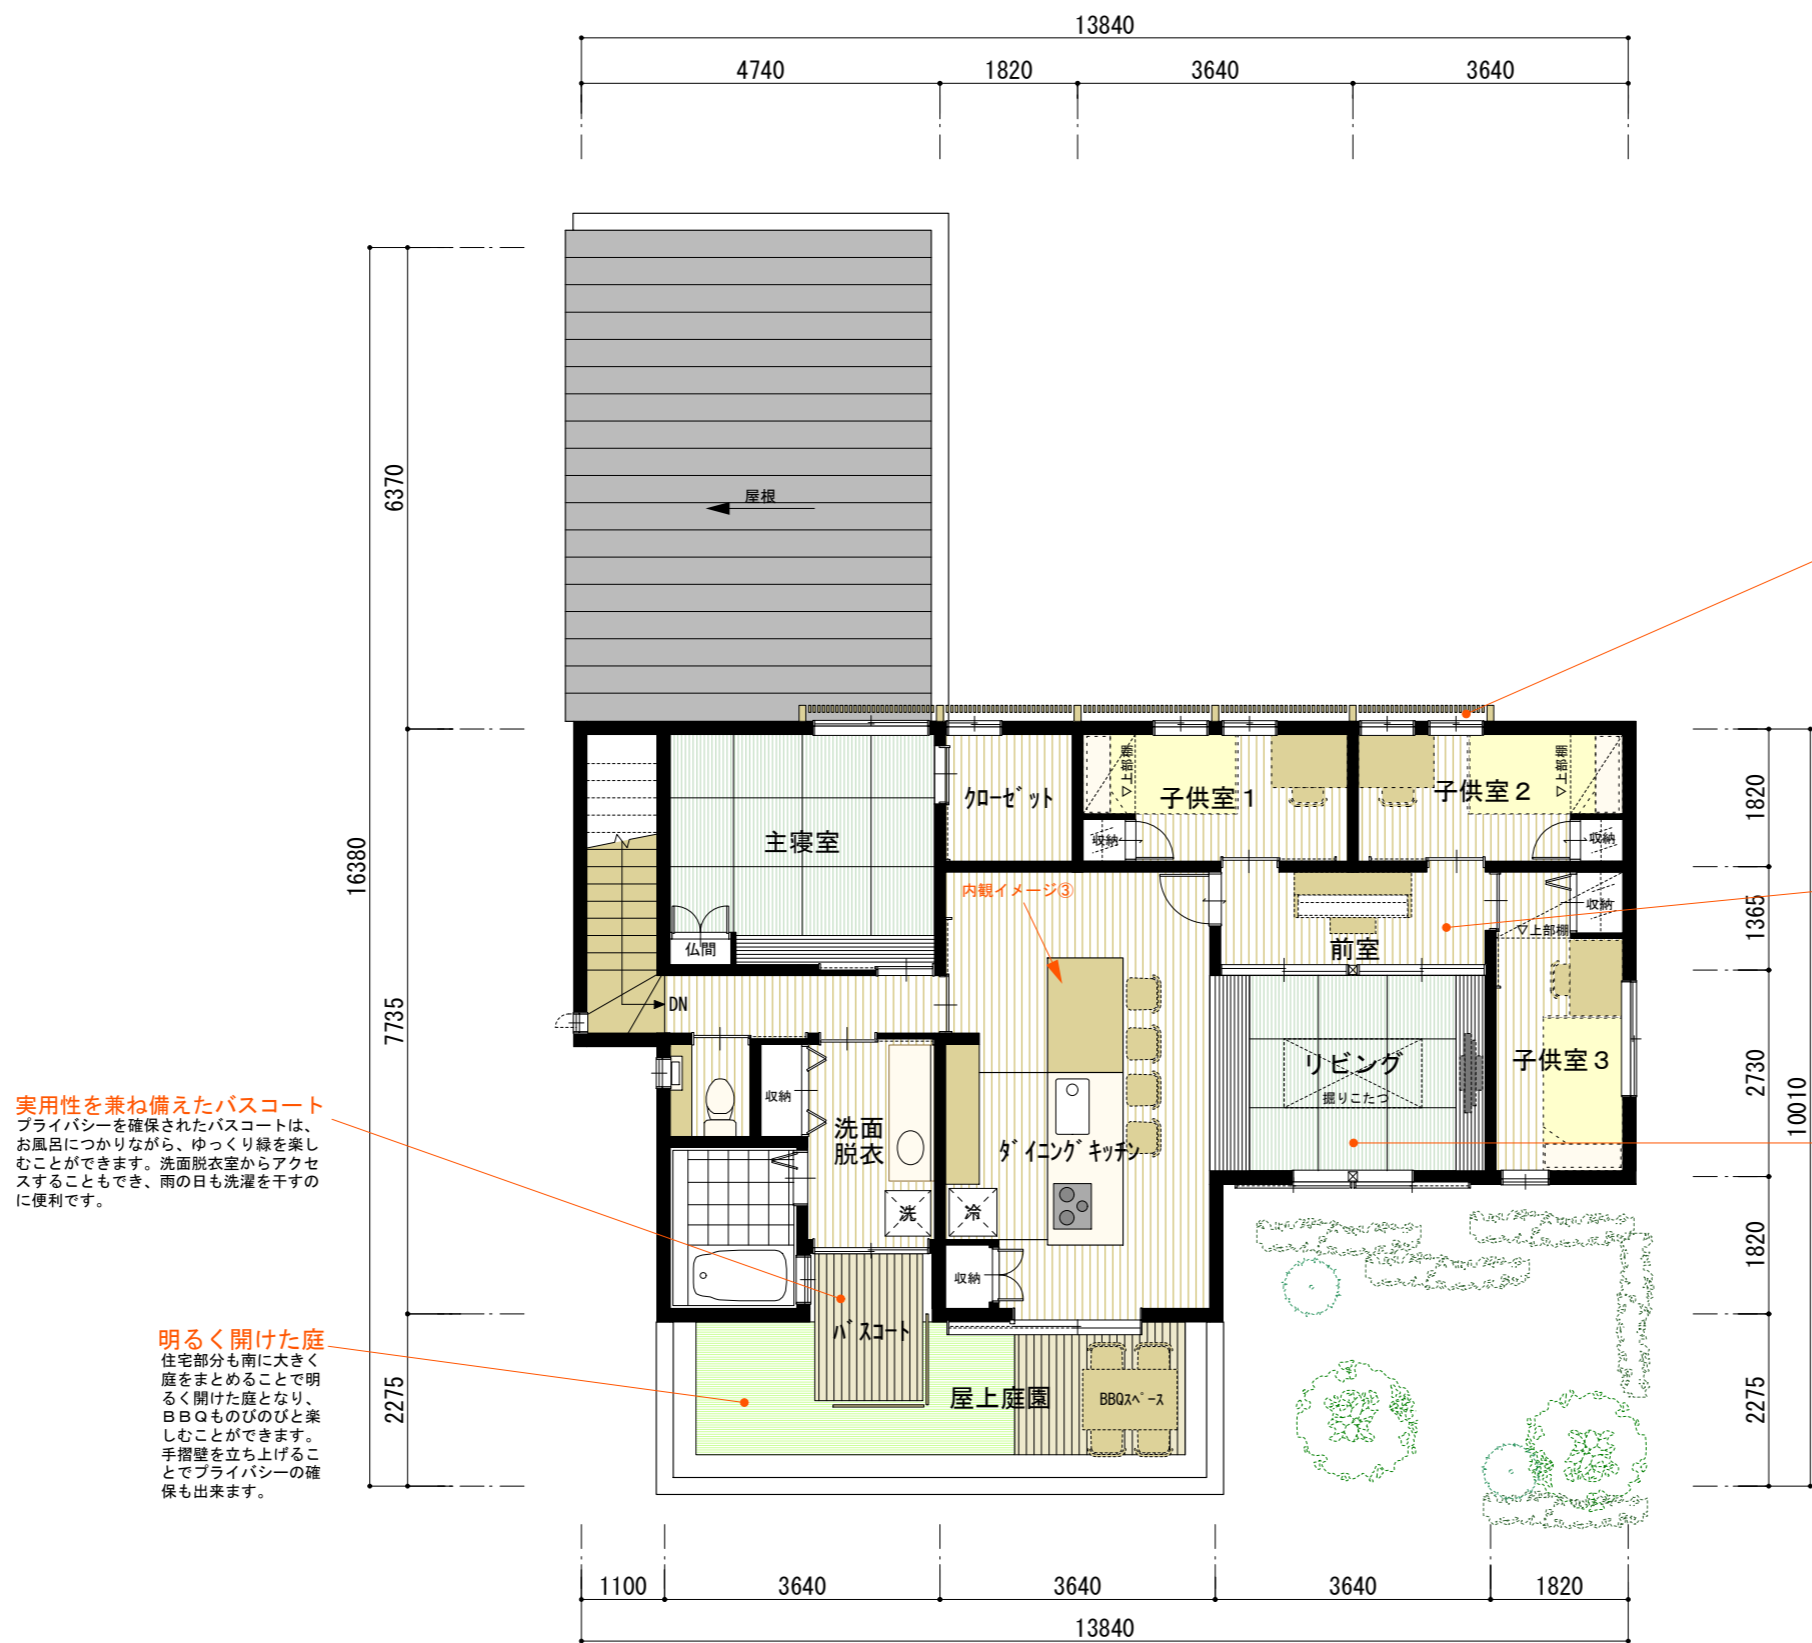 13840
4740
1820
3640
3640
6370
屋根
16380
7735
2275
クローゼット
▽上部棚
子供室1
子供室2
▽上部棚
主寝室
収納
収納
内観イメージ③
収納
▽上部棚
前室
仏間
DN
リビング
掘りこたつ
子供室3
収納
洗面
脱衣
ダイニングキッチン
洗
冷
収納
バスコート
屋上庭園
BBQスペース
1820
1365
2730
10010
1820
2275
実用性を兼ね備えたバスコート
プライバシーを確保されたバスコートは、
お風呂につかりながら、ゆっくり緑を楽し
むことができます。洗面脱衣室からアクセ
スすることもでき、雨の日も洗濯を干すの
に便利です。
明るく開けた庭
住宅部分も南に大きく
庭をまとめることで明
るく開けた庭となり、
BBQものびのびと楽
しむことができます。
手摺壁を立ち上げるこ
とでプライバシーの確
保も出来ます。
1100
3640
3640
3640
1820
13840